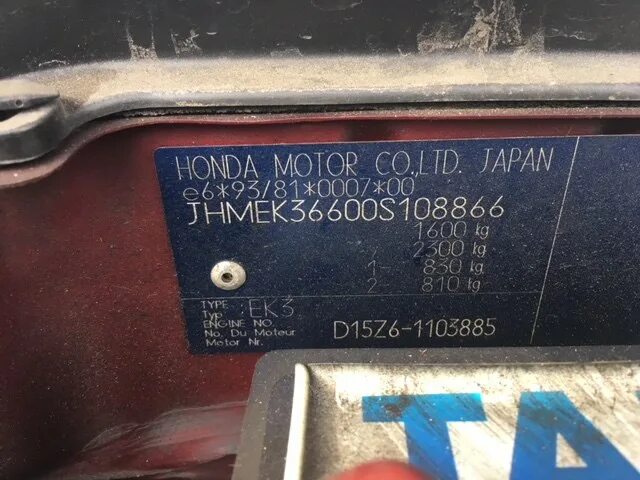 HONDA MOTOR CO.,LTD. JAPAN
e6*93/81*0007*00
JHMEK36600S108866
1600 kg
2300 kg
1- 830 kg
2 810 kg
TYPE
Typ EK3
ENGINE NO.
No. Du Moteur D15Z6-1103885
Motor Nr.
TA